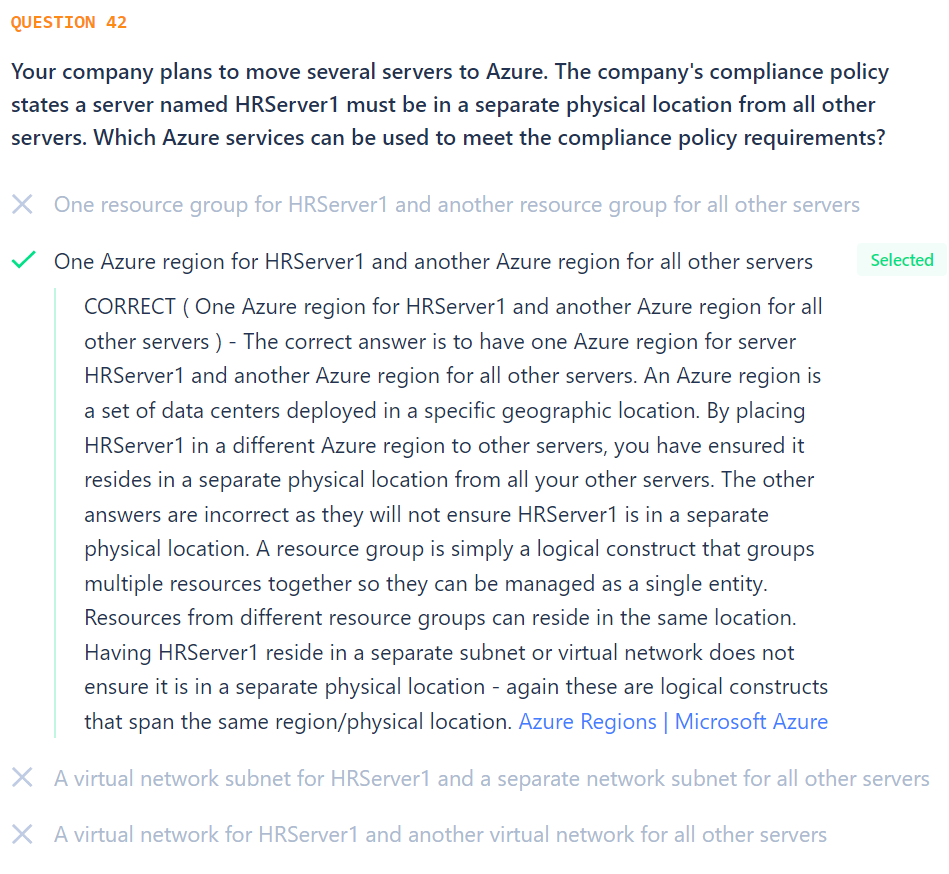 QUESTION 42
Your company plans to move several servers to Azure. The company's compliance policy
states a server named HRServer1 must be in a separate physical location from all other
servers. Which Azure services can be used to meet the compliance policy requirements?
One resource group for HRServer1 and another resource group for all other servers
One Azure region for HRServer1 and another Azure region for all other servers
Selected
CORRECT ( One Azure region for HRServer1 and another Azure region for all
other servers ) - The correct answer is to have one Azure region for server
HRServer1 and another Azure region for all other servers. An Azure region is
a set of data centers deployed in a specific geographic location. By placing
HRServer1 in a different Azure region to other servers, you have ensured it
resides in a separate physical location from all your other servers. The other
answers are incorrect as they will not ensure HRServer1 is in a separate
physical location. A resource group is simply a logical construct that groups
multiple resources together so they can be managed as a single entity.
Resources from different resource groups can reside in the same location.
Having HRServer1 reside in a separate subnet or virtual network does not
ensure it is in a separate physical location - again these are logical constructs
that span the same region/physical location. Azure Regions | Microsoft Azure
A virtual network subnet for HRServer1 and a separate network subnet for all other servers
A virtual network for HRServer1 and another virtual network for all other servers